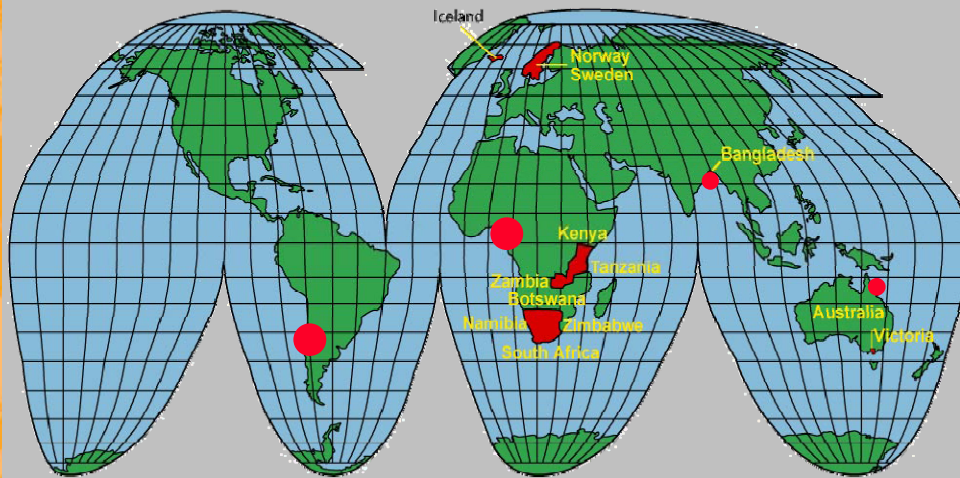 Iceland
Norway
Sweden
Bangladesh
Kenya
Tanzania
Zambia
Botswana
Namibia
Zimbabwe
South Africa
Australia
Victoria